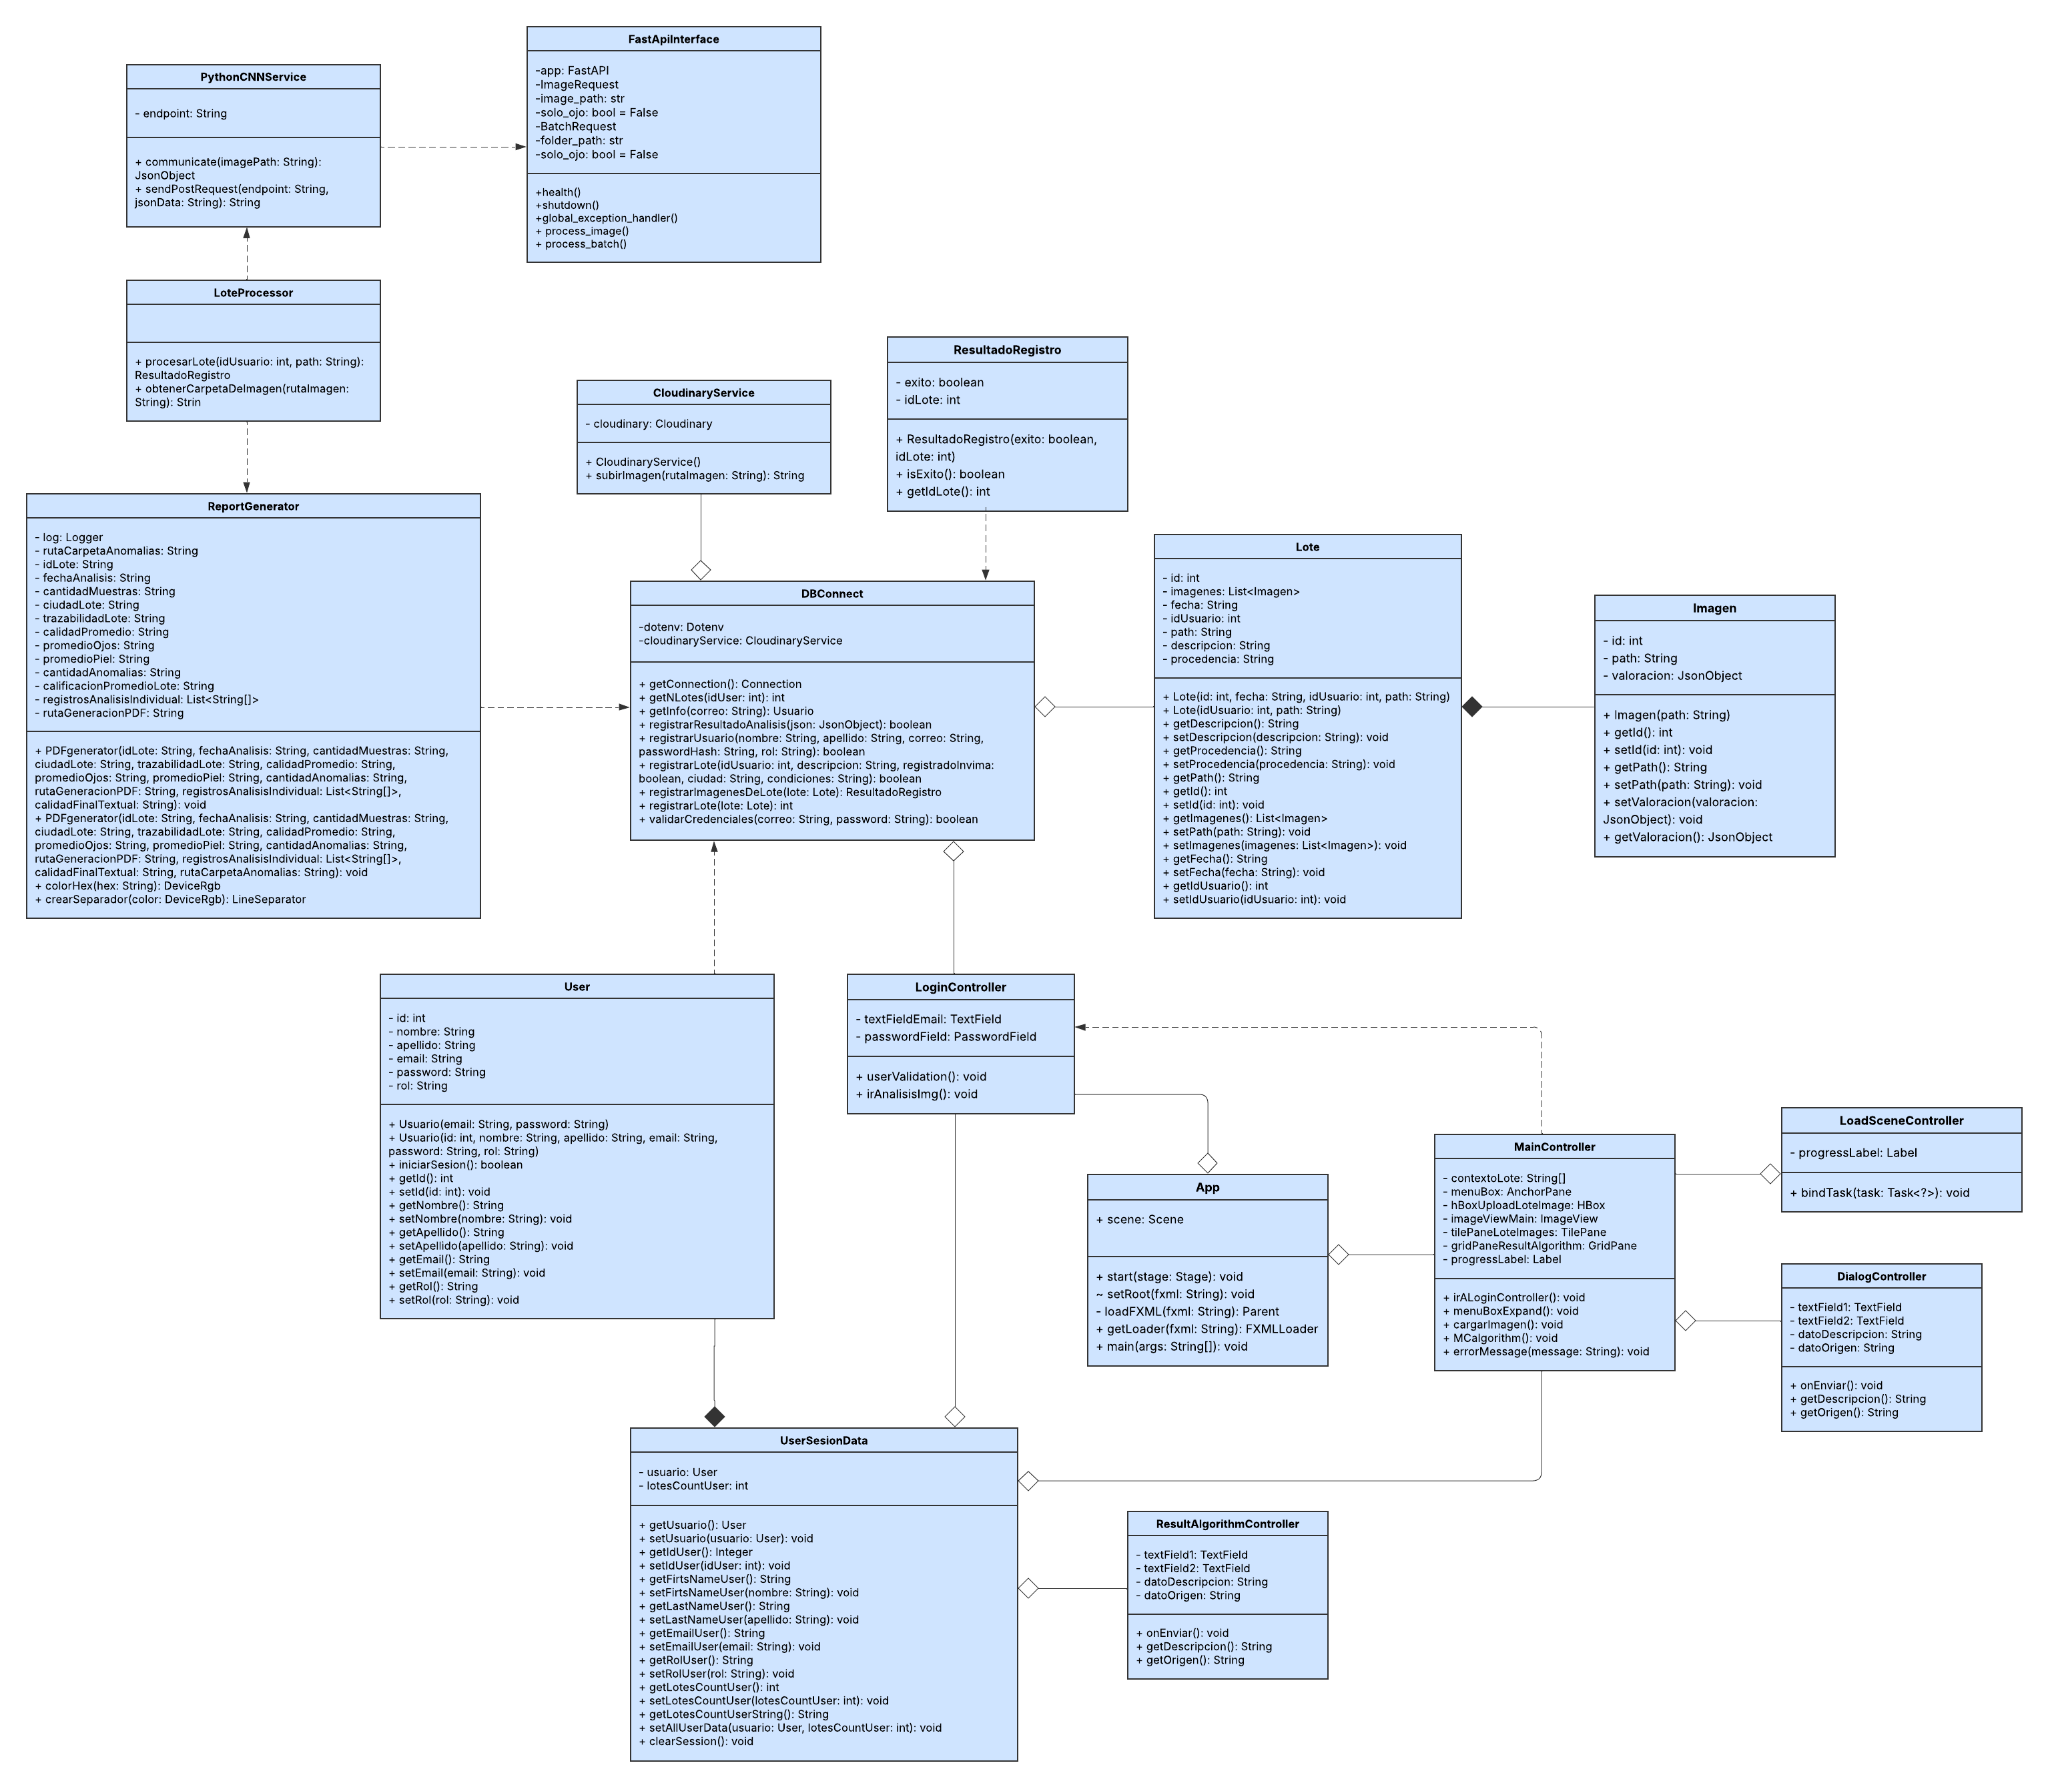 FastApiInterface
-app: FastAPI
-ImageRequest
-image_path: str
-solo_ojo: bool = False
-BatchRequest
-folder_path: str
-solo_ojo: bool = False
+health()
+shutdown()
+global_exception_handler()
+ process_image()
+ process_batch()
PythonCNNService
- endpoint: String
+ communicate(imagePath: String):
JsonObject
+ sendPostRequest(endpoint: String,
jsonData: String): String
LoteProcessor
+ procesarLote(idUsuario: int, path: String):
ResultadoRegistro
+ obtenerCarpetaDeImagen(rutaImagen:
String): Strin
CloudinaryService
- cloudinary: Cloudinary
+ CloudinaryService()
+ subirImagen(rutaImagen: String): String
ResultadoRegistro
- exito: boolean
- idLote: int
+ ResultadoRegistro(exito: boolean,
idLote: int)
+ isExito(): boolean
+ getIdLote(): int
ReportGenerator
- log: Logger
- rutaCarpetaAnomalias: String
- idLote: String
- fechaAnalisis: String
- cantidadMuestras: String
- ciudadLote: String
- trazabilidadLote: String
- calidadPromedio: String
- promedioOjos: String
- promedioPiel: String
- cantidadAnomalias: String
- calificacionPromedioLote: String
- registrosAnalisisIndividual: List<String[]>
- rutaGeneracionPDF: String
+ PDFgenerator(idLote: String, fechaAnalisis: String, cantidadMuestras: String,
ciudadLote: String, trazabilidadLote: String, calidadPromedio: String,
promedioOjos: String, promedioPiel: String, cantidadAnomalias: String,
rutaGeneracionPDF: String, registrosAnalisisIndividual: List<String[]>,
calidadFinalTextual: String): void
+ PDFgenerator(idLote: String, fechaAnalisis: String, cantidadMuestras: String,
ciudadLote: String, trazabilidadLote: String, calidadPromedio: String,
promedioOjos: String, promedioPiel: String, cantidadAnomalias: String,
rutaGeneracionPDF: String, registrosAnalisisIndividual: List<String[]>,
calidadFinalTextual: String, rutaCarpetaAnomalias: String): void
+ colorHex(hex: String): DeviceRgb
+ crearSeparador(color: DeviceRgb): LineSeparator
DBConnect
-dotenv: Dotenv
-cloudinaryService: CloudinaryService
+ getConnection(): Connection
+ getNLotes(idUser: int): int
+ getInfo(correo: String): Usuario
+ registrarResultadoAnalisis(json: JsonObject): boolean
+ registrarUsuario(nombre: String, apellido: String, correo: String,
passwordHash: String, rol: String): boolean
+ registrarLote(idUsuario: int, descripcion: String, registradoInvima:
boolean, ciudad: String, condiciones: String): boolean
+ registrarImagenesDeLote(lote: Lote): ResultadoRegistro
+ registrarLote(lote: Lote): int
+ validarCredenciales(correo: String, password: String): boolean
Lote
- id: int
- imagenes: List<Imagen>
- fecha: String
- idUsuario: int
- path: String
- descripcion: String
- procedencia: String
+ Lote(id: int, fecha: String, idUsuario: int, path: String)
+ Lote(idUsuario: int, path: String)
+ getDescripcion(): String
+ setDescripcion(descripcion: String): void
+ getProcedencia(): String
+ setProcedencia(procedencia: String): void
+ getPath(): String
+ getId(): int
+ setId(id: int): void
+ getImagenes(): List<Imagen>
+ setPath(path: String): void
+ setImagenes(imagenes: List<Imagen>): void
+ getFecha(): String
+ setFecha(fecha: String): void
+ getIdUsuario(): int
+ setIdUsuario(idUsuario: int): void
Imagen
- id: int
- path: String
- valoracion: JsonObject
+ Imagen(path: String)
+ getId(): int
+ setId(id: int): void
+ getPath(): String
+ setPath(path: String): void
+ setValoracion(valoracion:
JsonObject): void
+ getValoracion(): JsonObject
User
- id: int
- nombre: String
- apellido: String
- email: String
- password: String
- rol: String
+ Usuario(email: String, password: String)
+ Usuario(id: int, nombre: String, apellido: String, email: String,
password: String, rol: String)
+ iniciarSesion(): boolean
+ getId(): int
+ setId(id: int): void
+ getNombre(): String
+ setNombre(nombre: String): void
+ getApellido(): String
+ setApellido(apellido: String): void
+ getEmail(): String
+ setEmail(email: String): void
+ getRol(): String
+ setRol(rol: String): void
LoginController
- textFieldEmail: TextField
- passwordField: PasswordField
+ userValidation(): void
+ irAnalisisImg(): void
App
+ scene: Scene
+ start(stage: Stage): void
~ setRoot(fxml: String): void
- loadFXML(fxml: String): Parent
+ getLoader(fxml: String): FXMLLoader
+ main(args: String[]): void
MainController
- contextoLote: String[]
- menuBox: AnchorPane
- hBoxUploadLoteImage: HBox
- imageViewMain: ImageView
- tilePaneLoteImages: TilePane
- gridPaneResultAlgorithm: GridPane
- progressLabel: Label
+ irALoginController(): void
+ menuBoxExpand(): void
+ cargarImagen(): void
+ MCalgorithm(): void
+ errorMessage(message: String): void
LoadSceneController
- progressLabel: Label
+ bindTask(task: Task<?>): void
DialogController
- textField1: TextField
- textField2: TextField
- datoDescripcion: String
- datoOrigen: String
+ onEnviar(): void
+ getDescripcion(): String
+ getOrigen(): String
UserSesionData
- usuario: User
- lotesCountUser: int
+ getUsuario(): User
+ setUsuario(usuario: User): void
+ getIdUser(): Integer
+ setIdUser(idUser: int): void
+ getFirtsNameUser(): String
+ setFirtsNameUser(nombre: String): void
+ getLastNameUser(): String
+ setLastNameUser(apellido: String): void
+ getEmailUser(): String
+ setEmailUser(email: String): void
+ getRolUser(): String
+ setRolUser(rol: String): void
+ getLotesCountUser(): int
+ setLotesCountUser(lotesCountUser: int): void
+ getLotesCountUserString(): String
+ setAllUserData(usuario: User, lotesCountUser: int): void
+ clearSession(): void
ResultAlgorithmController
- textField1: TextField
- textField2: TextField
- datoDescripcion: String
- datoOrigen: String
+ onEnviar(): void
+ getDescripcion(): String
+ getOrigen(): String